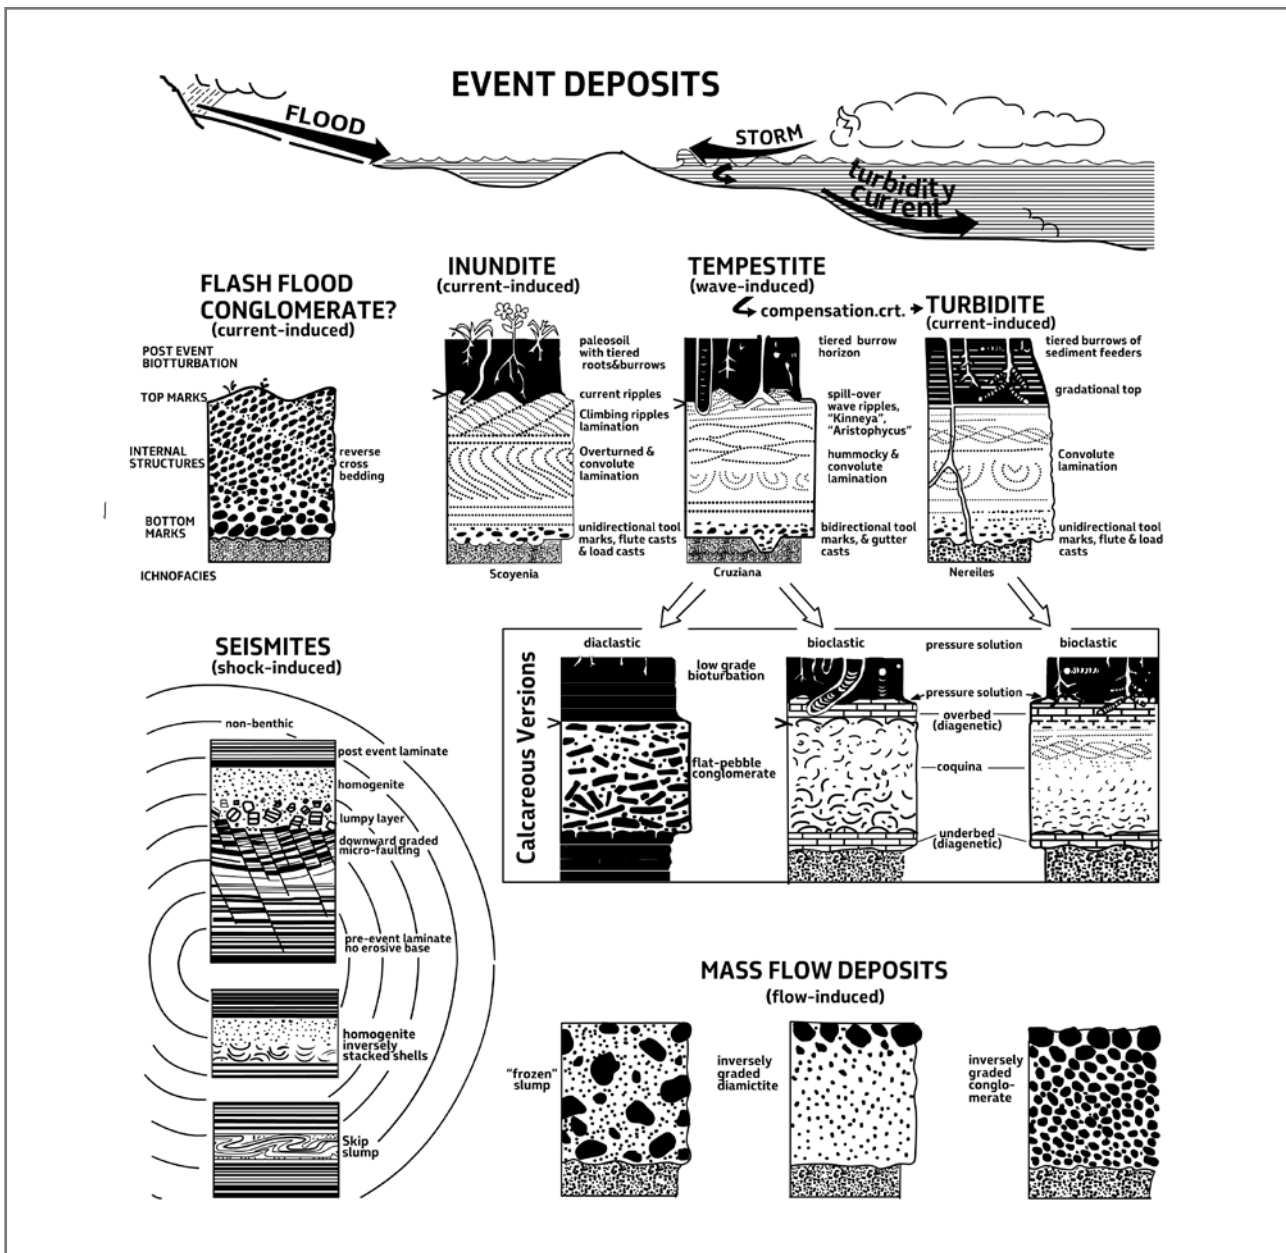 EVENT DEPOSITS
FLOOD
STORM
turbidity
current
FLASH FLOOD
CONGLOMERATE?
(current-induced)
INUNDITE
(current-induced)
TEMPESTITE
(wave-induced)
compensation.crt.
TURBIDITE
(current-induced)
POST EVENT
BIOTTURBATION
TOP MARKS
INTERNAL
STRUCTURES
BOTTOM
MARKS
ICHNOFACIES
reverse
cross
bedding
paleosoil
with tiered
roots&burrows
current ripples
Climbing ripples
lamination
Overturned &
convolute
lamination
unidirectional tool
marks, flute casts
& load casts
Scoyenia
tiered burrow
horizon
spill-over
wave ripples,
"Kinneya",
"Aristophycus"
hummocky &
convolute
lamination
bidirectional tool
marks, & gutter
casts
Cruziana
tiered burrows of
sediment feeders
gradational top
Convolute
lamination
unidirectional tool
marks, flute & load
casts
Nereiles
SEISMITES
(shock-induced)
non-benthic
post event laminate
homogenite
lumpy layer
downward graded
micro-faulting
pre-event laminate
no erosive base
homogenite
inversely
stacked shells
Skip
slump
Calcareous Versions
diaclastic
low grade
bioturbation
flat-pebble
conglomerate
bioclastic
pressure solution
bioclastic
pressure solution
overbed
(diagenetic)
coquina
underbed
(diagenetic)
MASS FLOW DEPOSITS
(flow-induced)
"frozen"
slump
inversely
graded
diamictite
inversely
graded
conglo-
merate